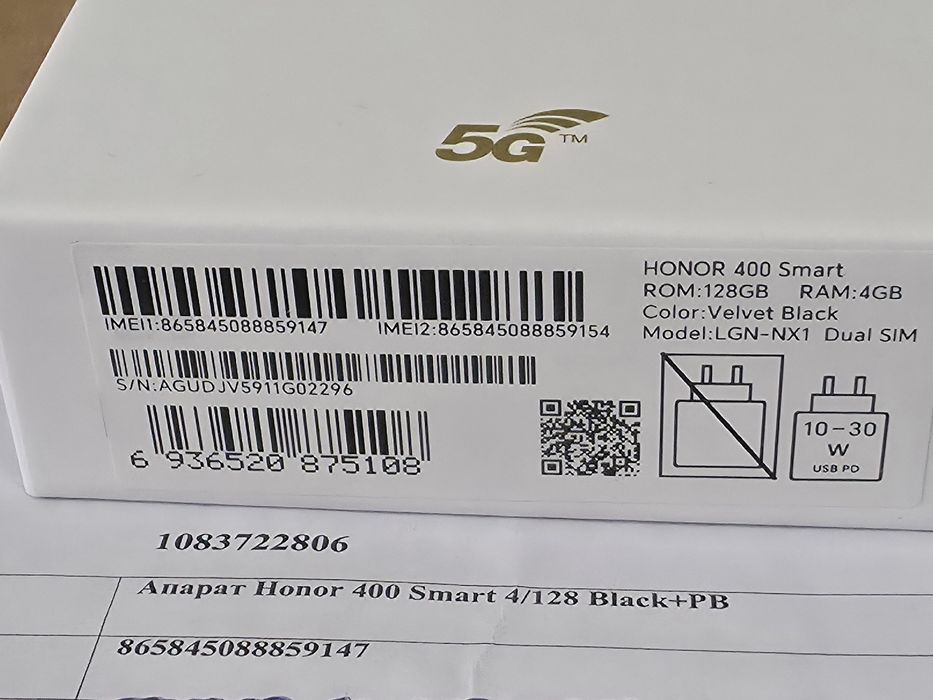 5G™
HONOR 400 Smart
ROM:128GB RAM:4GB
Color:Velvet Black
Model:LGN-NX1 Dual SIM
IMEI1:865845088859147 IMEI2:865845088859154
S/N:AGUDJV5911G02296
6 936520 875108
10-30
W
USB PD
1083722806
Апарат Honor 400 Smart 4/128 Black+PB
865845088859147